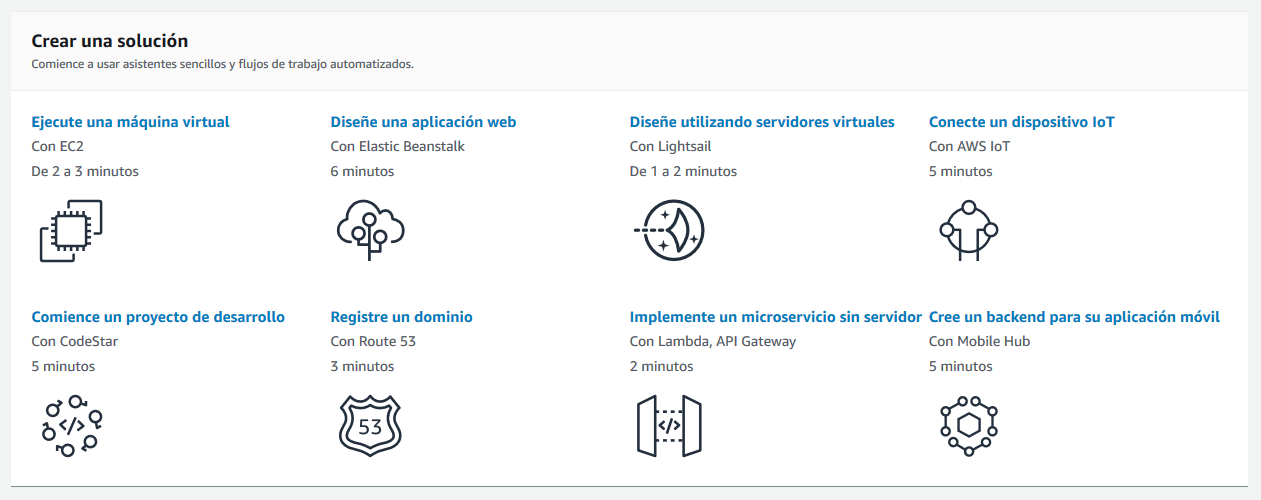 Crear una solución
Comience a usar asistentes sencillos y flujos de trabajo automatizados.
Ejecute una máquina virtual
Con EC2
De 2 a 3 minutos
Diseñe una aplicación web
Con Elastic Beanstalk
6 minutos
Diseñe utilizando servidores virtuales
Con Lightsail
De 1 a 2 minutos
Conecte un dispositivo IoT
Con AWS IoT
5 minutos
Comience un proyecto de desarrollo
Con CodeStar
5 minutos
</>
Registre un dominio
Con Route 53
3 minutos
53
Implemente un microservicio sin servidor
Con Lambda, API Gateway
2 minutos
</>
Cree un backend para su aplicación móvil
Con Mobile Hub
5 minutos